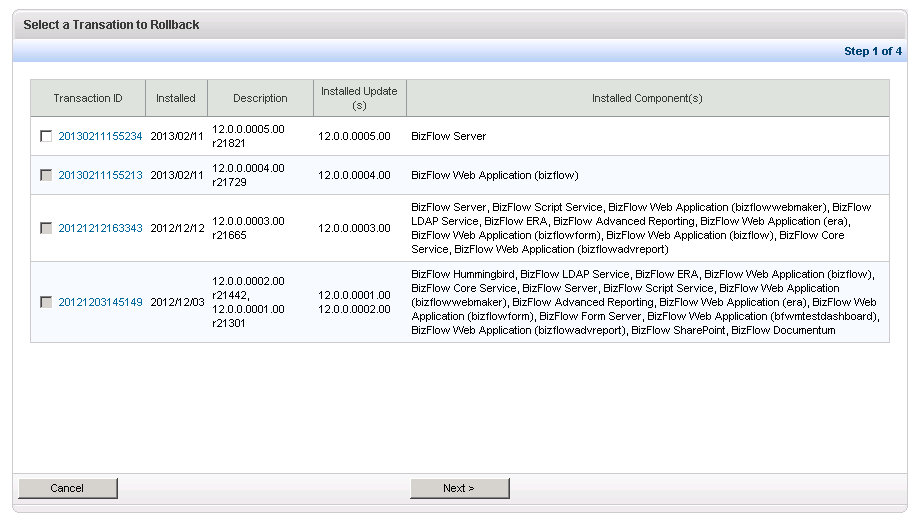 Select a Transation to Rollback
Step 1 of 4
Transaction ID Installed Description Installed Update (s) Installed Component(s)
20130211155234 2013/02/11 12.0.0.0005.00 r21821 12.0.0.0005.00 BizFlow Server
20130211155213 2013/02/11 12.0.0.0004.00 r21729 12.0.0.0004.00 BizFlow Web Application (bizflow)
20121212163343 2012/12/12 12.0.0.0003.00 r21665 12.0.0.0003.00
BizFlow Server, BizFlow Script Service, BizFlow Web Application (bizflowwebmaker), BizFlow
LDAP Service, BizFlow ERA, BizFlow Advanced Reporting, BizFlow Web Application (era),
BizFlow Web Application (bizflowform), BizFlow Web Application (bizflow), BizFlow Core
Service, BizFlow Web Application (bizflowadvreport)
20121203145149 2012/12/03 12.0.0.0002.00 r21442, 12.0.0.0001.00 r21301 12.0.0.0001.00 12.0.0.0002.00
BizFlow Hummingbird, BizFlow LDAP Service, BizFlow ERA, BizFlow Web Application (bizflow),
BizFlow Core Service, BizFlow Server, BizFlow Script Service, BizFlow Web Application
(bizflowwebmaker), BizFlow Advanced Reporting, BizFlow Web Application (era), BizFlow Web
Application (bizflowform), BizFlow Form Server, BizFlow Web Application (bfwmtestdashboard),
BizFlow Web Application (bizflowadvreport), BizFlow SharePoint, BizFlow Documentum
Cancel
Next >